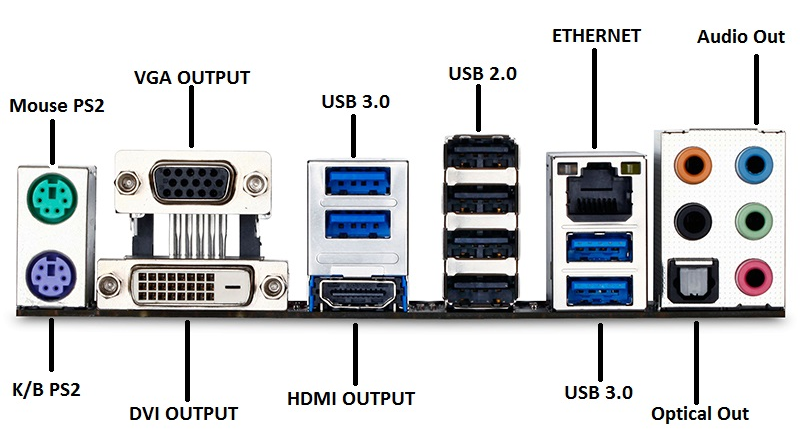 ETHERNET
Audio Out
VGA OUTPUT
USB 2.0
Mouse PS2
USB 3.0
K/B PS2
DVI OUTPUT
HDMI OUTPUT
USB 3.0
Optical Out